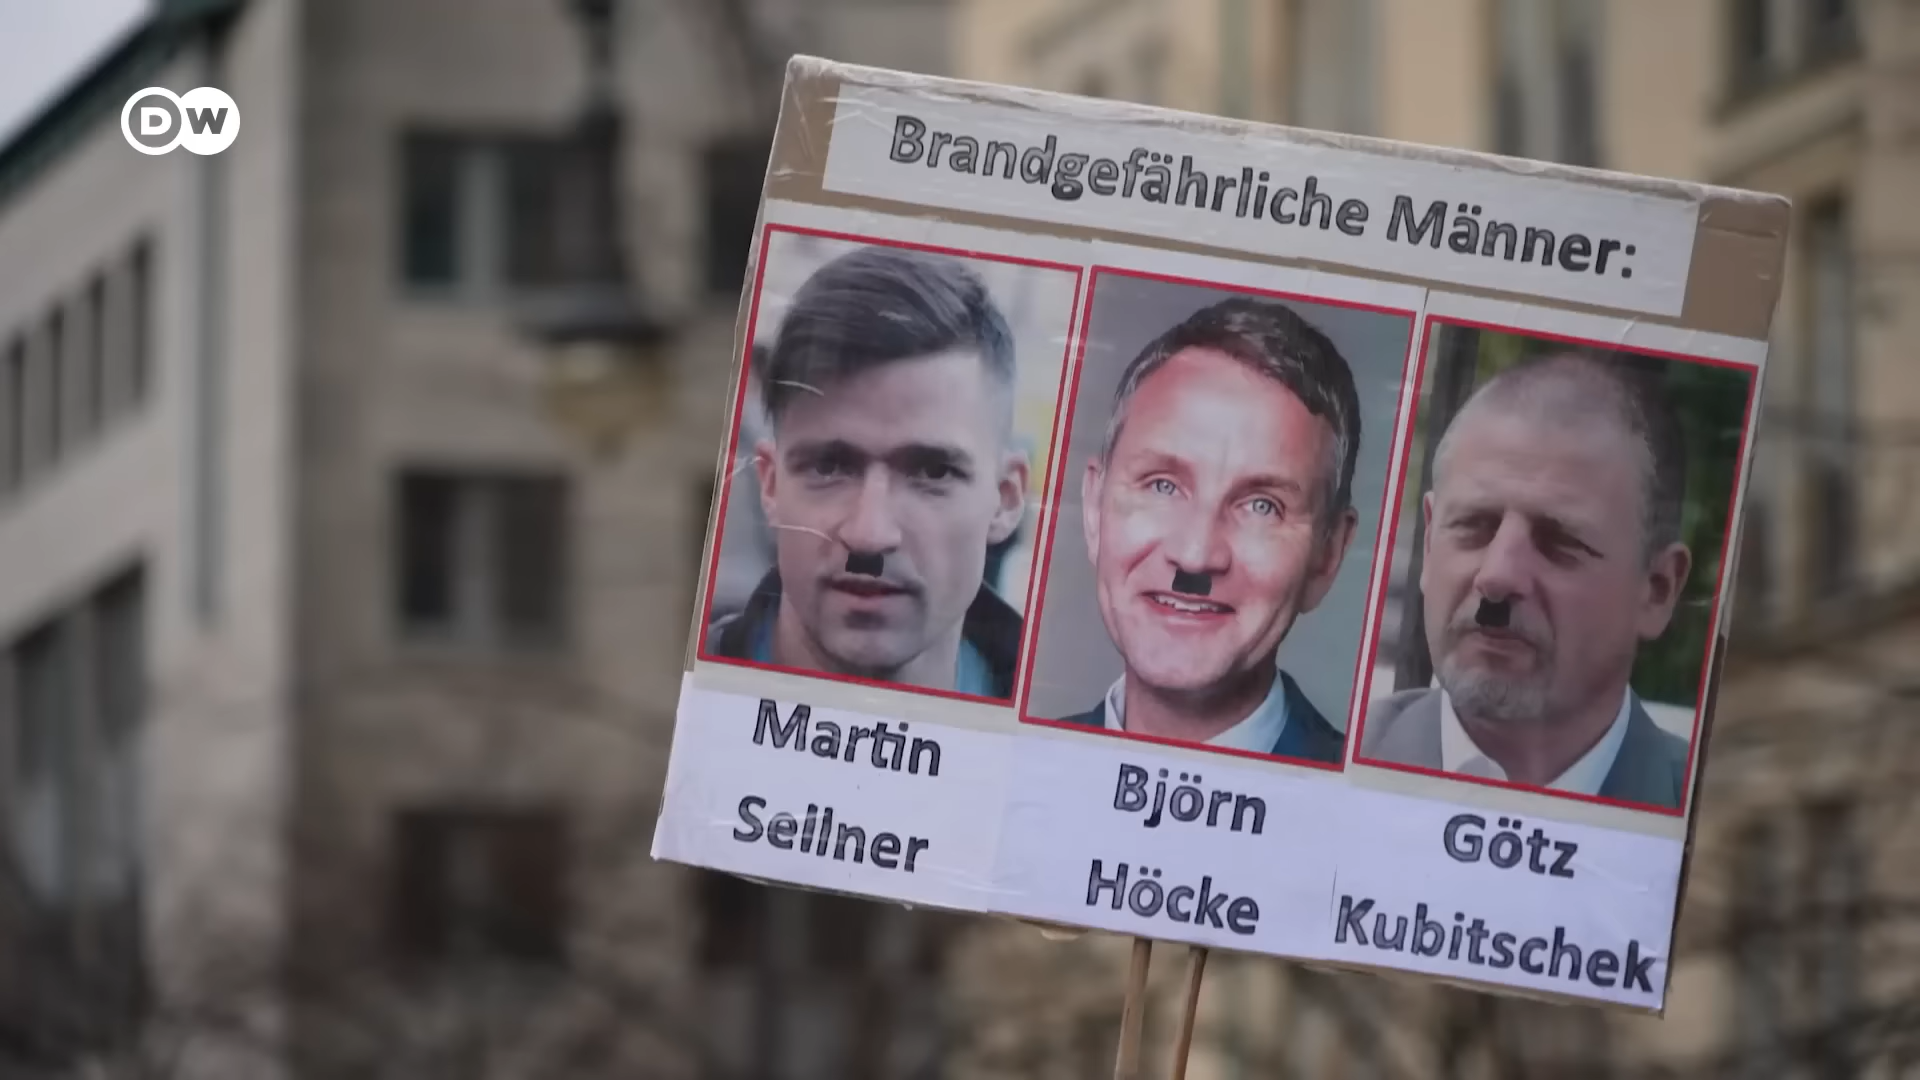 DW
Brandgefährliche Männer:
Martin
Sellner
Björn
Höcke
Götz
Kubitschek